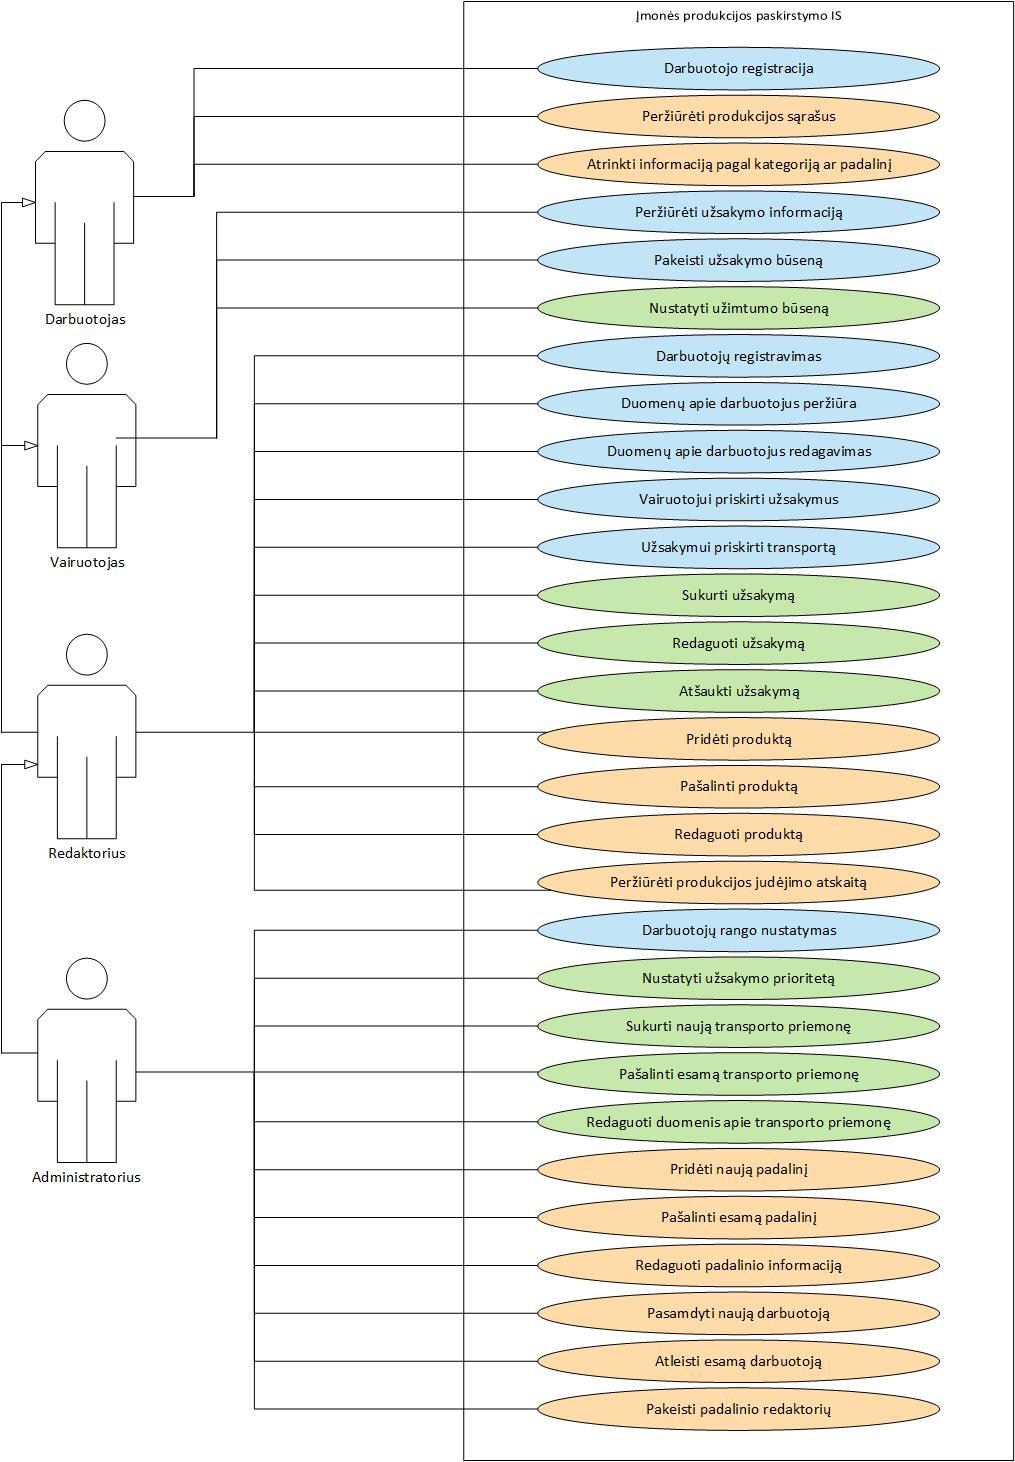 Įmonės produkcijos paskirstymo IS
Darbuotojo registracija
Peržiūrėti produkcijos sąrašus
Atrinkti informaciją pagal kategoriją ar padalinį
Peržiūrėti užsakymo informaciją
Pakeisti užsakymo būseną
Nustatyti užimtumo būseną
Darbuotojas
Darbuotojų registravimas
Duomenų apie darbuotojus peržiūra
Duomenų apie darbuotojus redagavimas
Vairuotojui priskirti užsakymus
Užsakymui priskirti transportą
Vairuotojas
Sukurti užsakymą
Redaguoti užsakymą
Atšaukti užsakymą
Pridėti produktą
Pašalinti produktą
Redaguoti produktą
Redaktorius
Peržiūrėti produkcijos judėjimo atskaitą
Darbuotojų rango nustatymas
Nustatyti užsakymo prioritetą
Sukurti naują transporto priemonę
Pašalinti esamą transporto priemonę
Redaguoti duomenis apie transporto priemonę
Pridėti naują padalinį
Administratorius
Pašalinti esamą padalinį
Redaguoti padalinio informaciją
Pasamdyti naują darbuotoją
Atleisti esamą darbuotoją
Pakeisti padalinio redaktorių